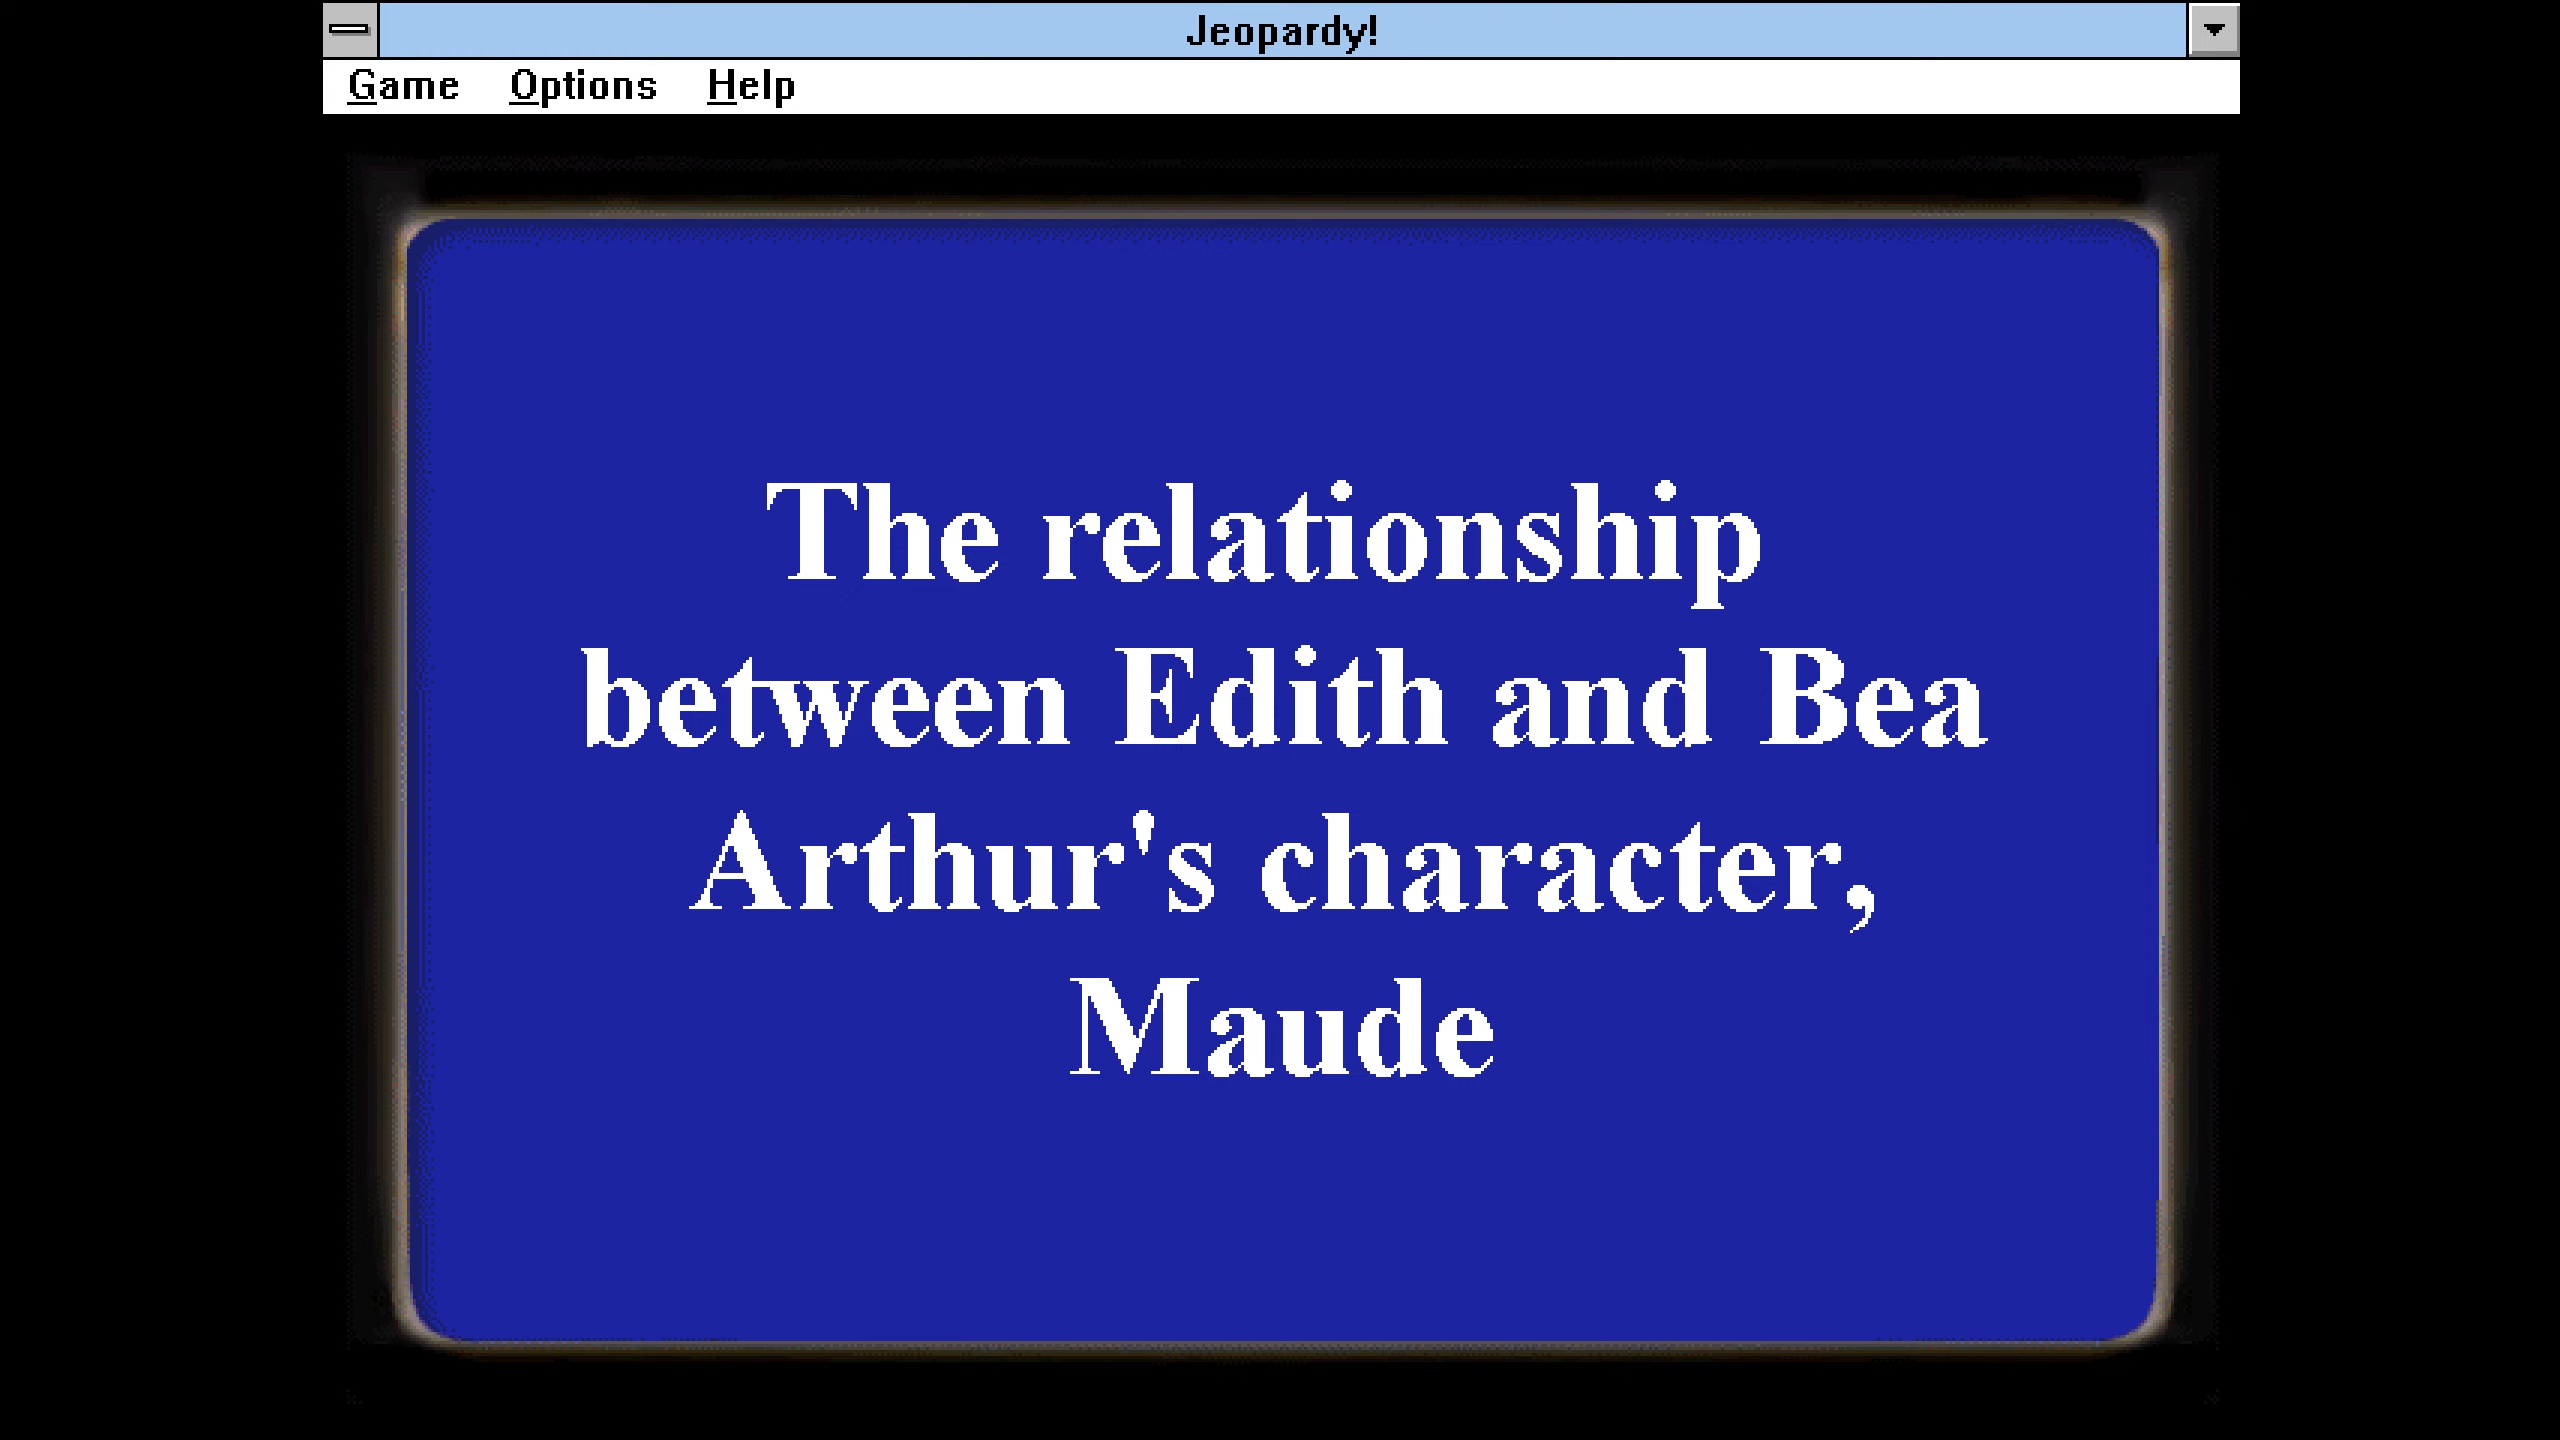 Jeopardy!
Game Options Help
The relationship
between Edith and Bea
Arthur's character,
Maude